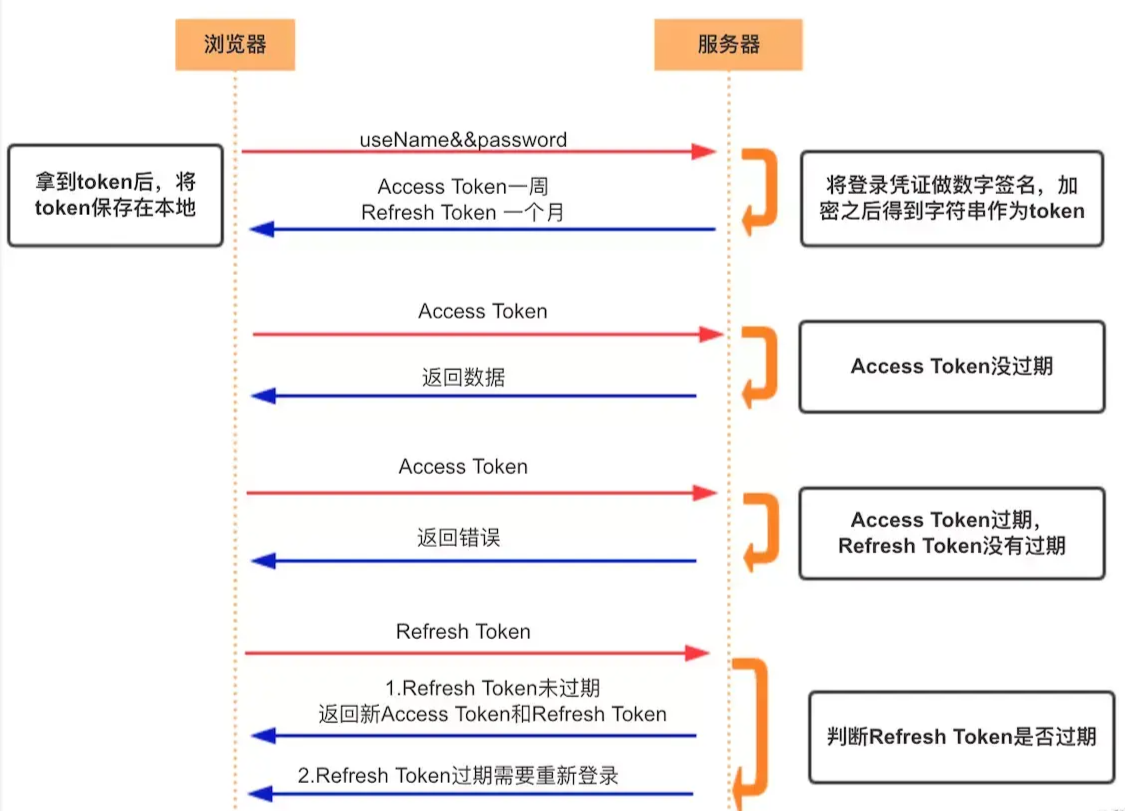 浏览器
服务器
useName&&password
拿到token后，将
token保存在本地
Access Token一周
Refresh Token 一个月
将登录凭证做数字签名，加
密之后得到字符串作为token
Access Token
返回数据
Access Token没过期
Access Token
返回错误
Access Token过期，
Refresh Token没有过期
Refresh Token
1.Refresh Token未过期
返回新Access Token和Refresh Token
判断Refresh Token是否过期
2.Refresh Token过期需要重新登录